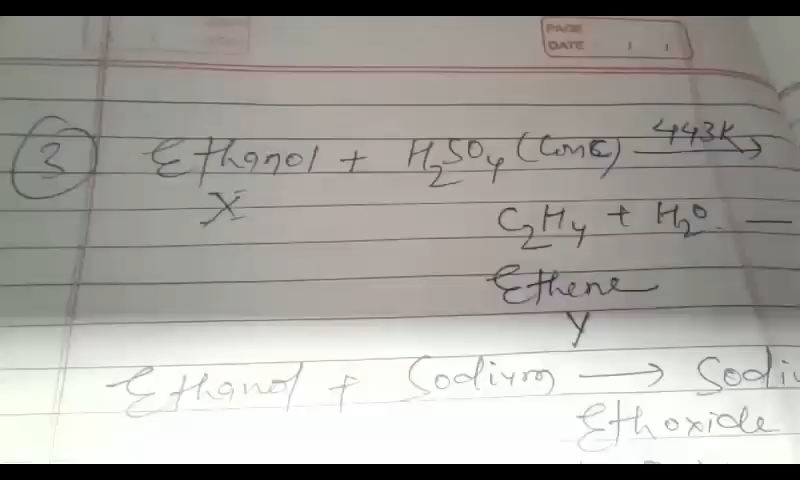 PAGE
DATE
3 Ethanol + H2SO4 (Conc) 443K →
X
C2H4 + H2O —
Ethene
Y
Ethanol + Sodium → Sodi
Ethoxide